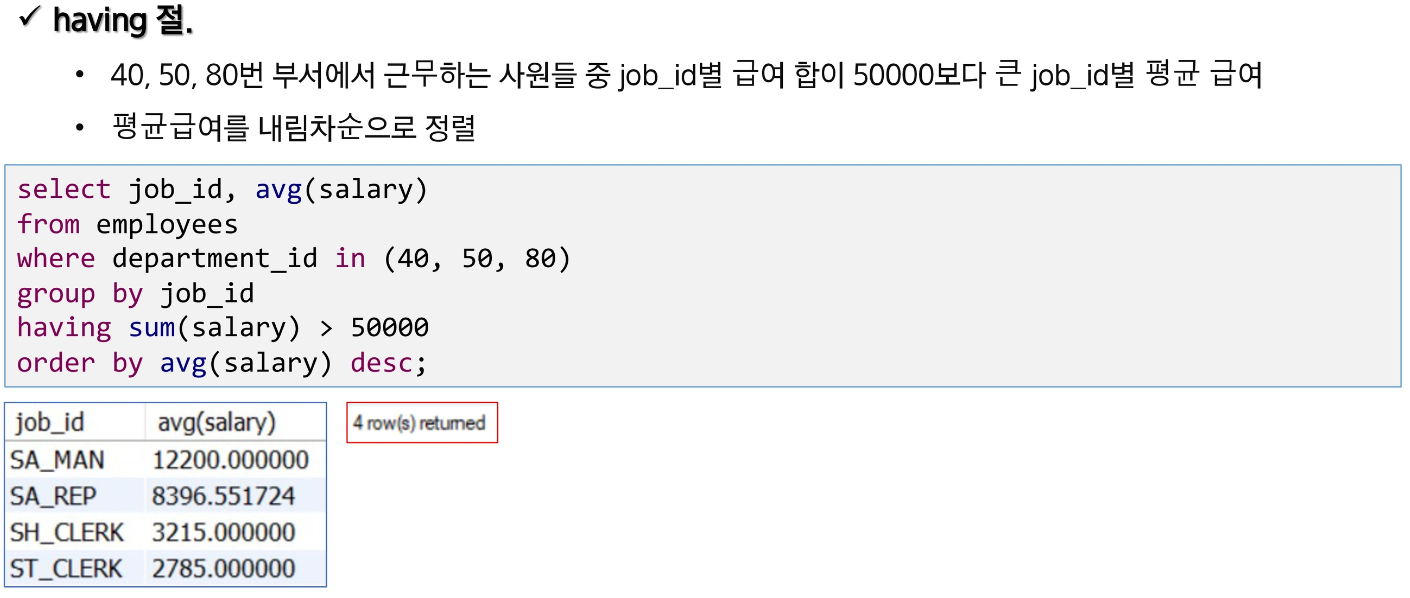 ✓ having 절.
• 40, 50, 80번 부서에서 근무하는 사원들 중 job_id별 급여 합이 50000보다 큰 job_id별 평균 급여
• 평균급여를 내림차순으로 정렬
select job_id, avg(salary)
from employees
where department_id in (40, 50, 80)
group by job_id
having sum(salary) > 50000
order by avg(salary) desc;
job_id avg(salary)
4 row(s) returned
SA_MAN 12200.000000
SA_REP 8396.551724
SH_CLERK 3215.000000
ST_CLERK 2785.000000